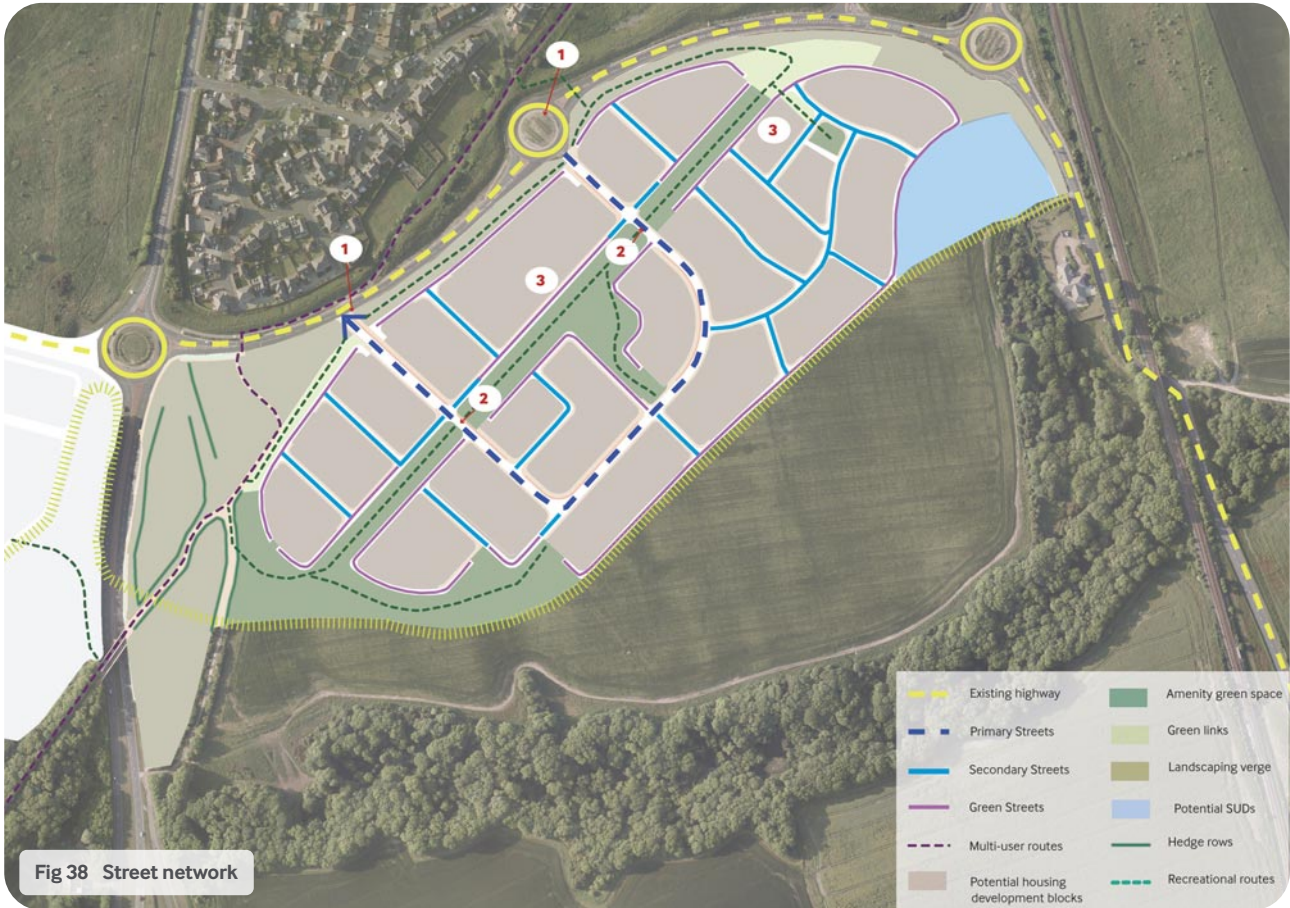 1
1
3
2
3
2
Existing highway
Primary Streets
Secondary Streets
Green Streets
Multi-user routes
Potential housing
development blocks
Amenity green space
Green links
Landscaping verge
Potential SUDs
Hedge rows
Recreational routes
Fig 38 Street network